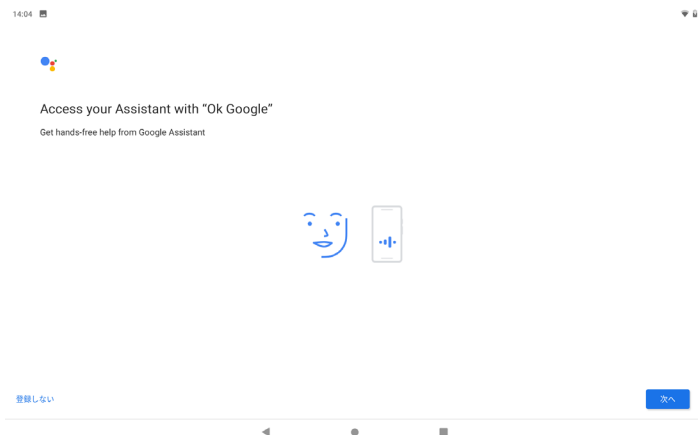 14:04
Access your Assistant with “Ok Google”
Get hands-free help from Google Assistant
登録しない
次へ